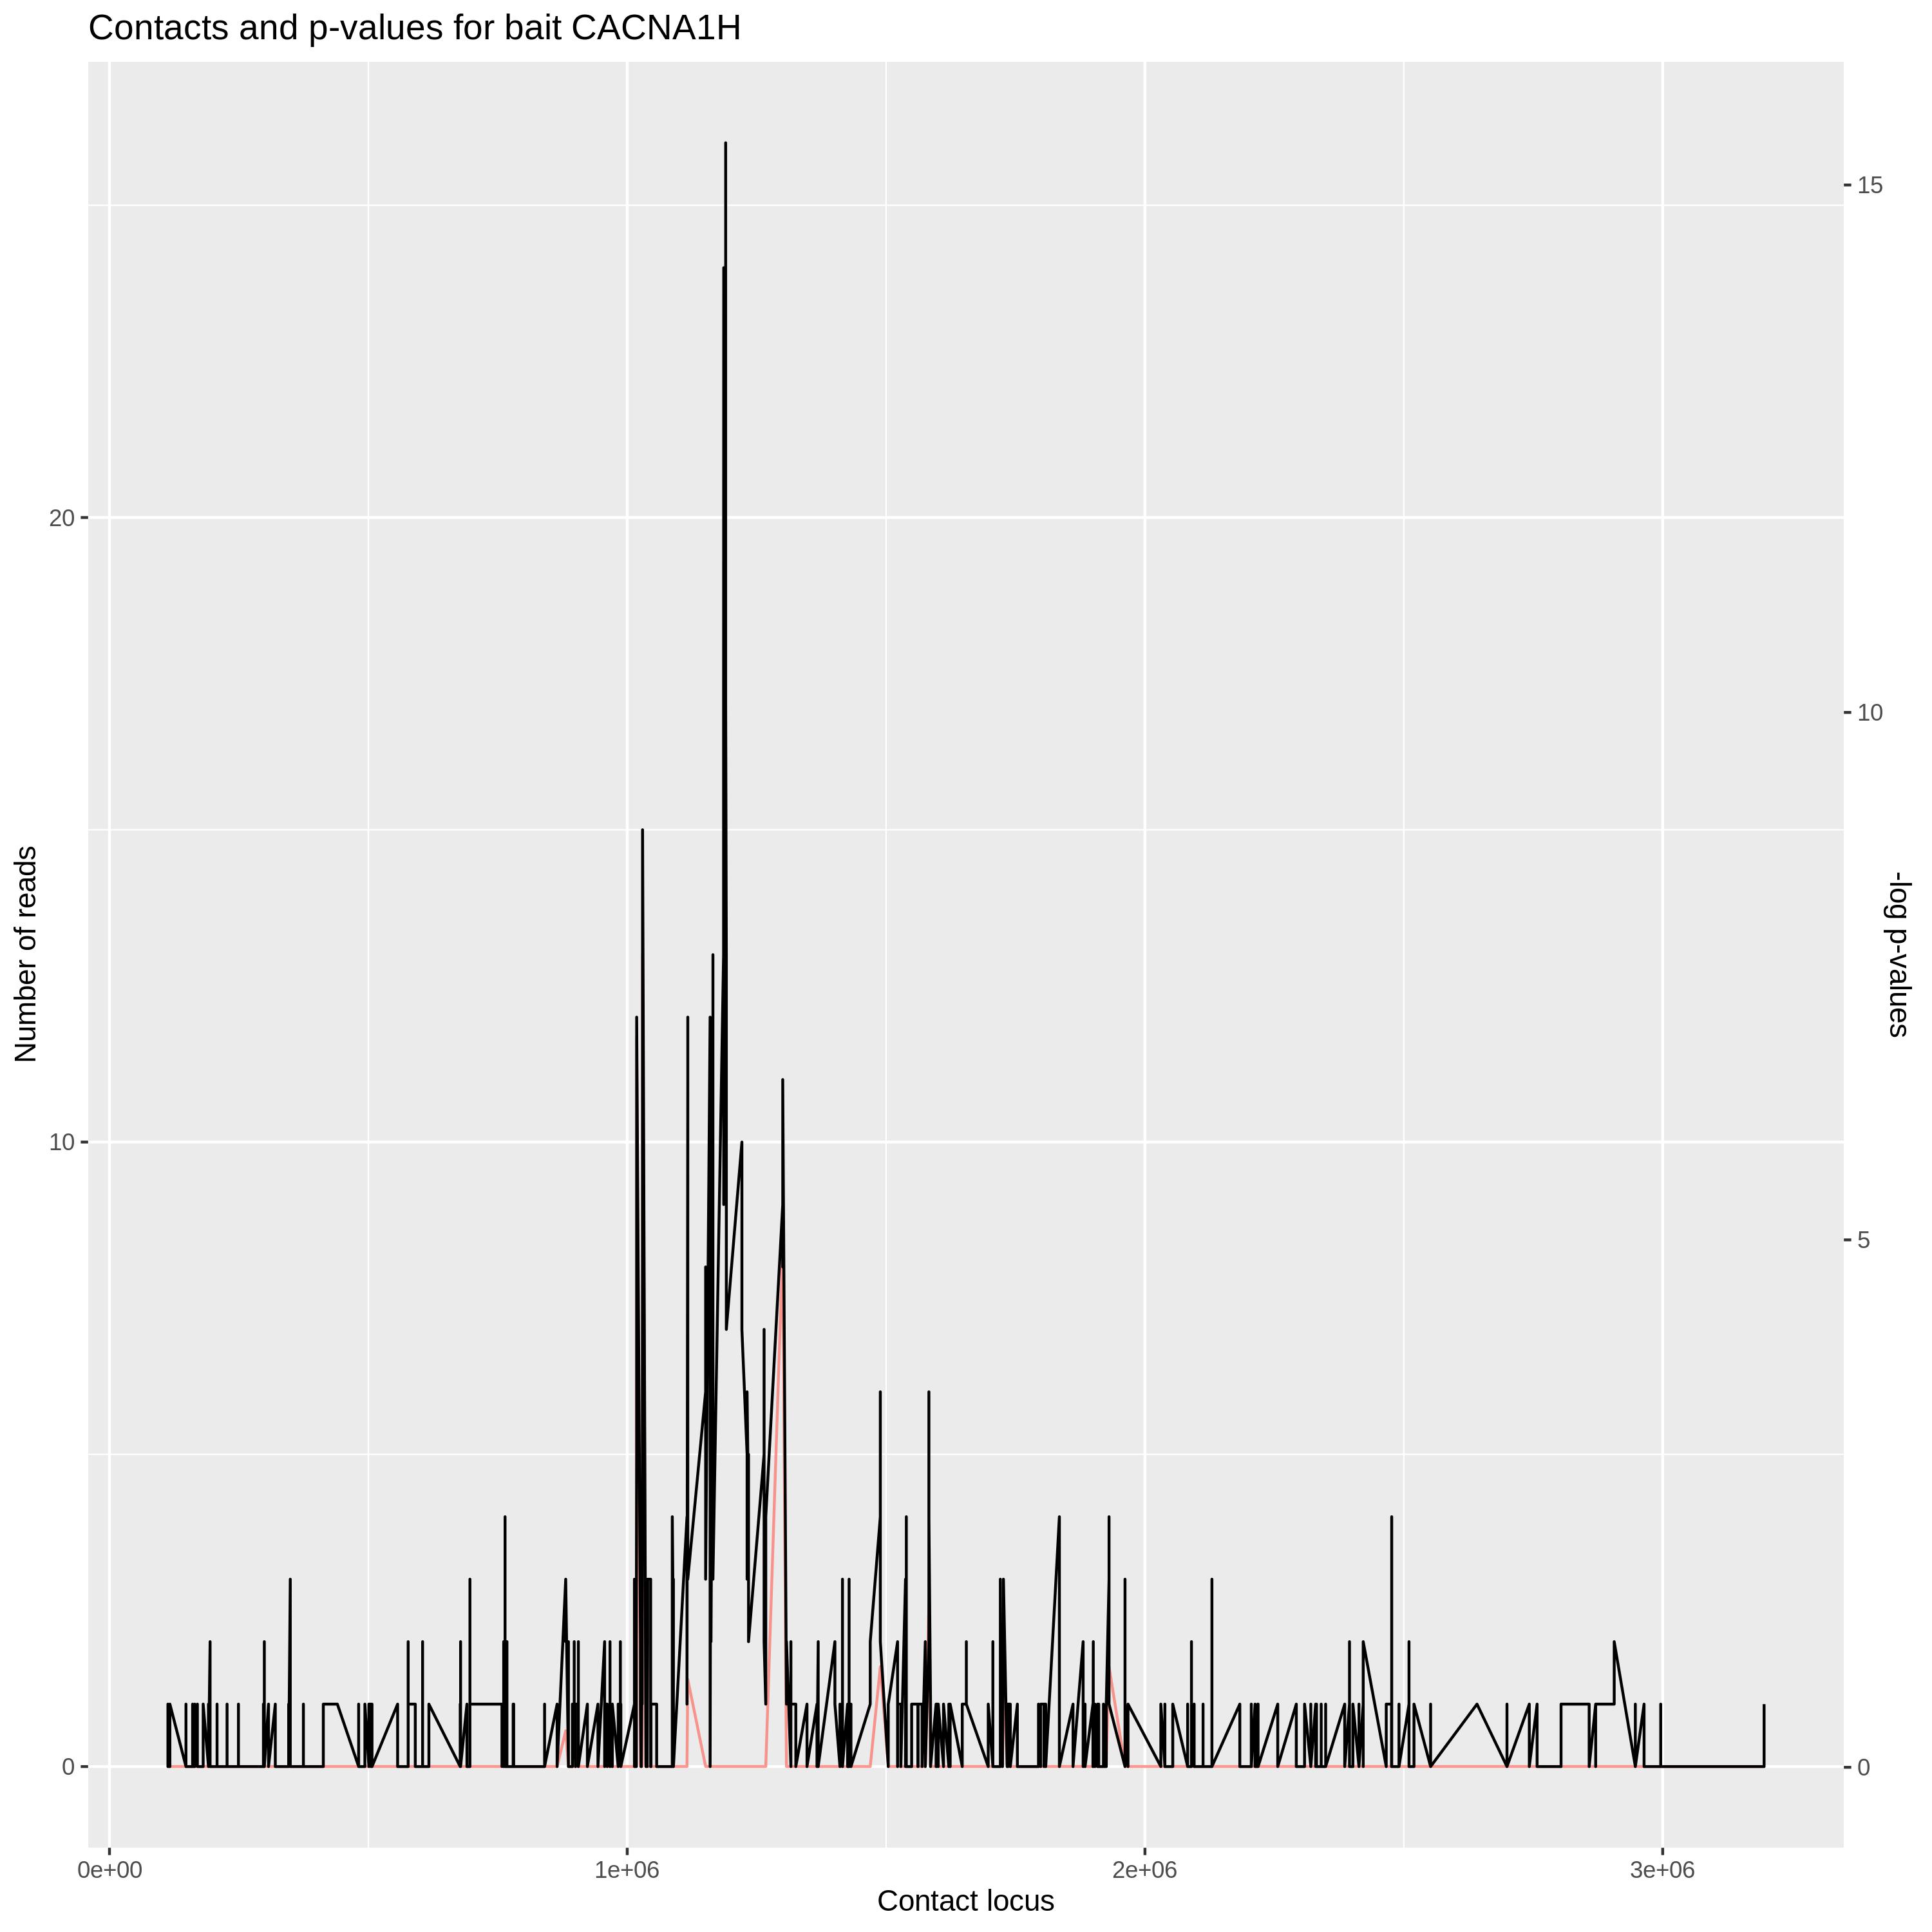 Contacts and p-values for bait CACNA1H
Number of reads
20
10
0
15
10
5
0
-log p-values
0e+00
1e+06
2e+06
3e+06
Contact locus